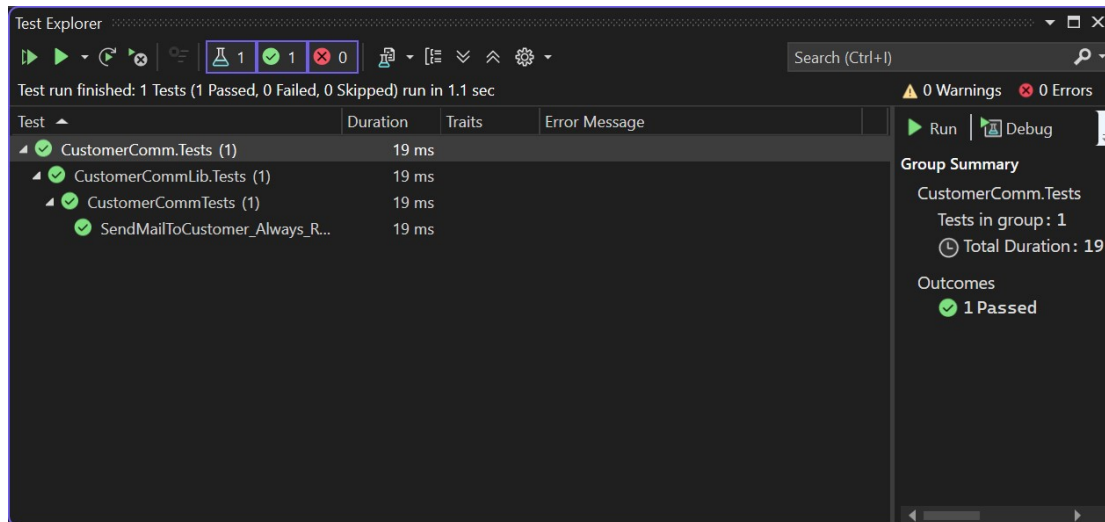 Test Explorer
1 1 0 Search (Ctrl+I)
Test run finished: 1 Tests (1 Passed, 0 Failed, 0 Skipped) run in 1.1 sec
0 Warnings 0 Errors
Test Duration Traits Error Message
Run Debug
CustomerComm.Tests (1) 19 ms
CustomerCommLib.Tests (1) 19 ms
CustomerCommTests (1) 19 ms
SendMailToCustomer_Always_R... 19 ms
Group Summary
CustomerComm.Tests
Tests in group: 1
Total Duration: 19
Outcomes
1 Passed